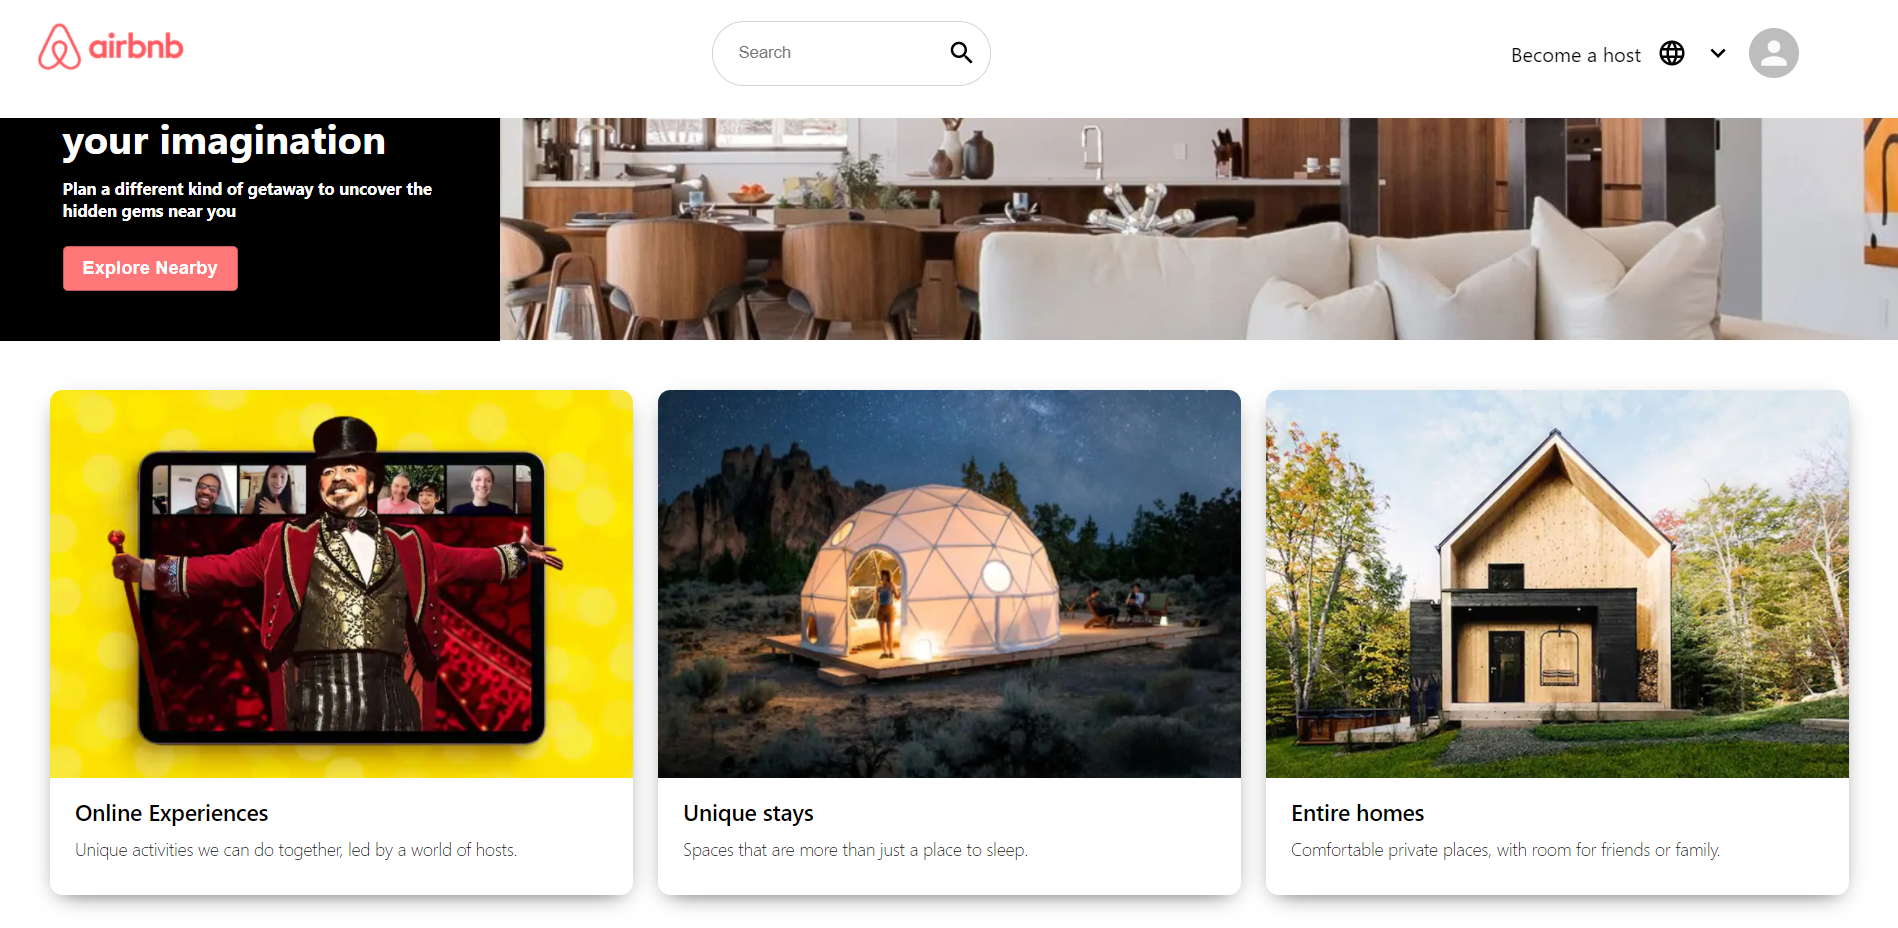 airbnb
Search
Become a host
your imagination
Plan a different kind of getaway to uncover the
hidden gems near you
Explore Nearby
Online Experiences
Unique activities we can do together, led by a world of hosts.
Unique stays
Spaces that are more than just a place to sleep.
Entire homes
Comfortable private places, with room for friends or family.